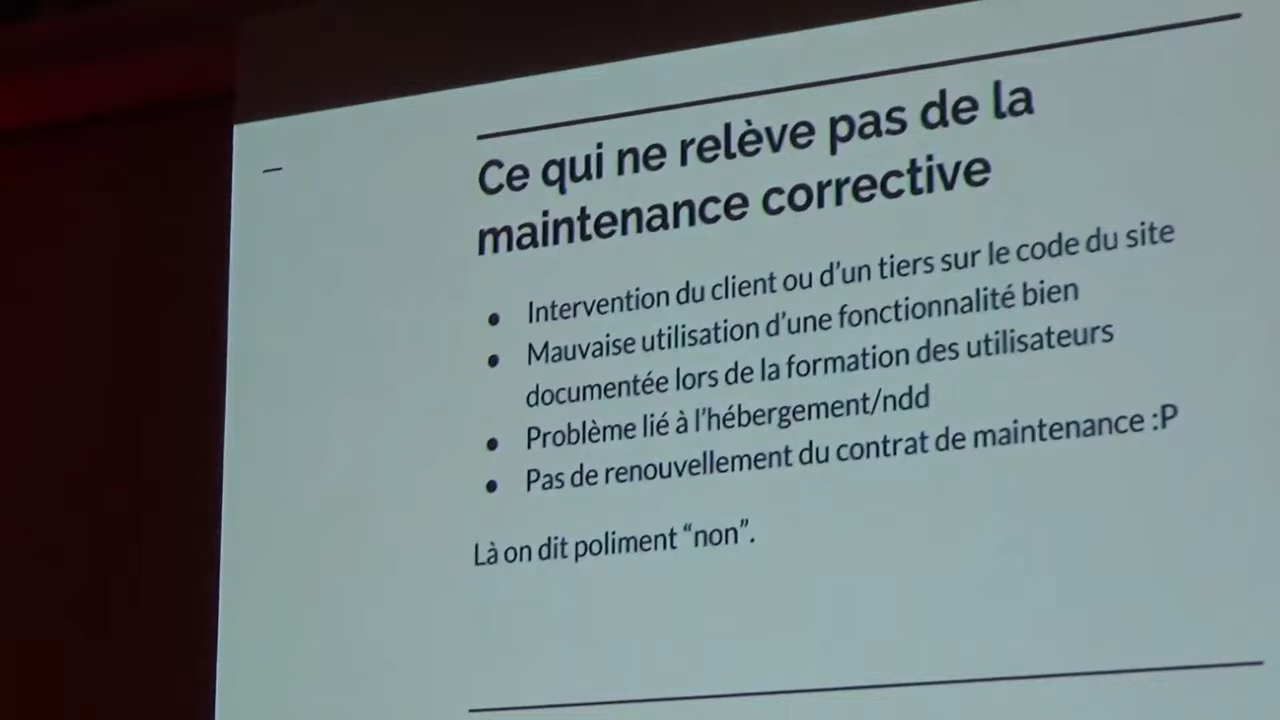 Ce qui ne relève pas de la
maintenance corrective
● Intervention du client ou d'un tiers sur le code du site
● Mauvaise utilisation d'une fonctionnalité bien
documentée lors de la formation des utilisateurs
● Problème lié à l'hébergement/ndd
● Pas de renouvellement du contrat de maintenance :P
Là on dit poliment “non”.